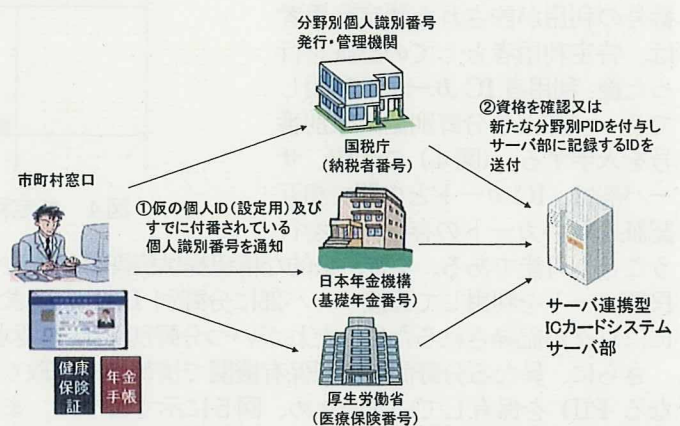 分野別個人識別番号
発行・管理機関
国税庁
(納税者番号)
②資格を確認又は
新たな分野別PIDを付与し
サーバ部に記録するIDを
送付
市町村窓口
①仮の個人ID(設定用)及び
すでに付番されている
個人識別番号を通知
日本年金機構
(基礎年金番号)
サーバ連携型
ICカードシステム
サーバ部
健康
保険
証
年金
手帳
厚生労働省
(医療保険番号)